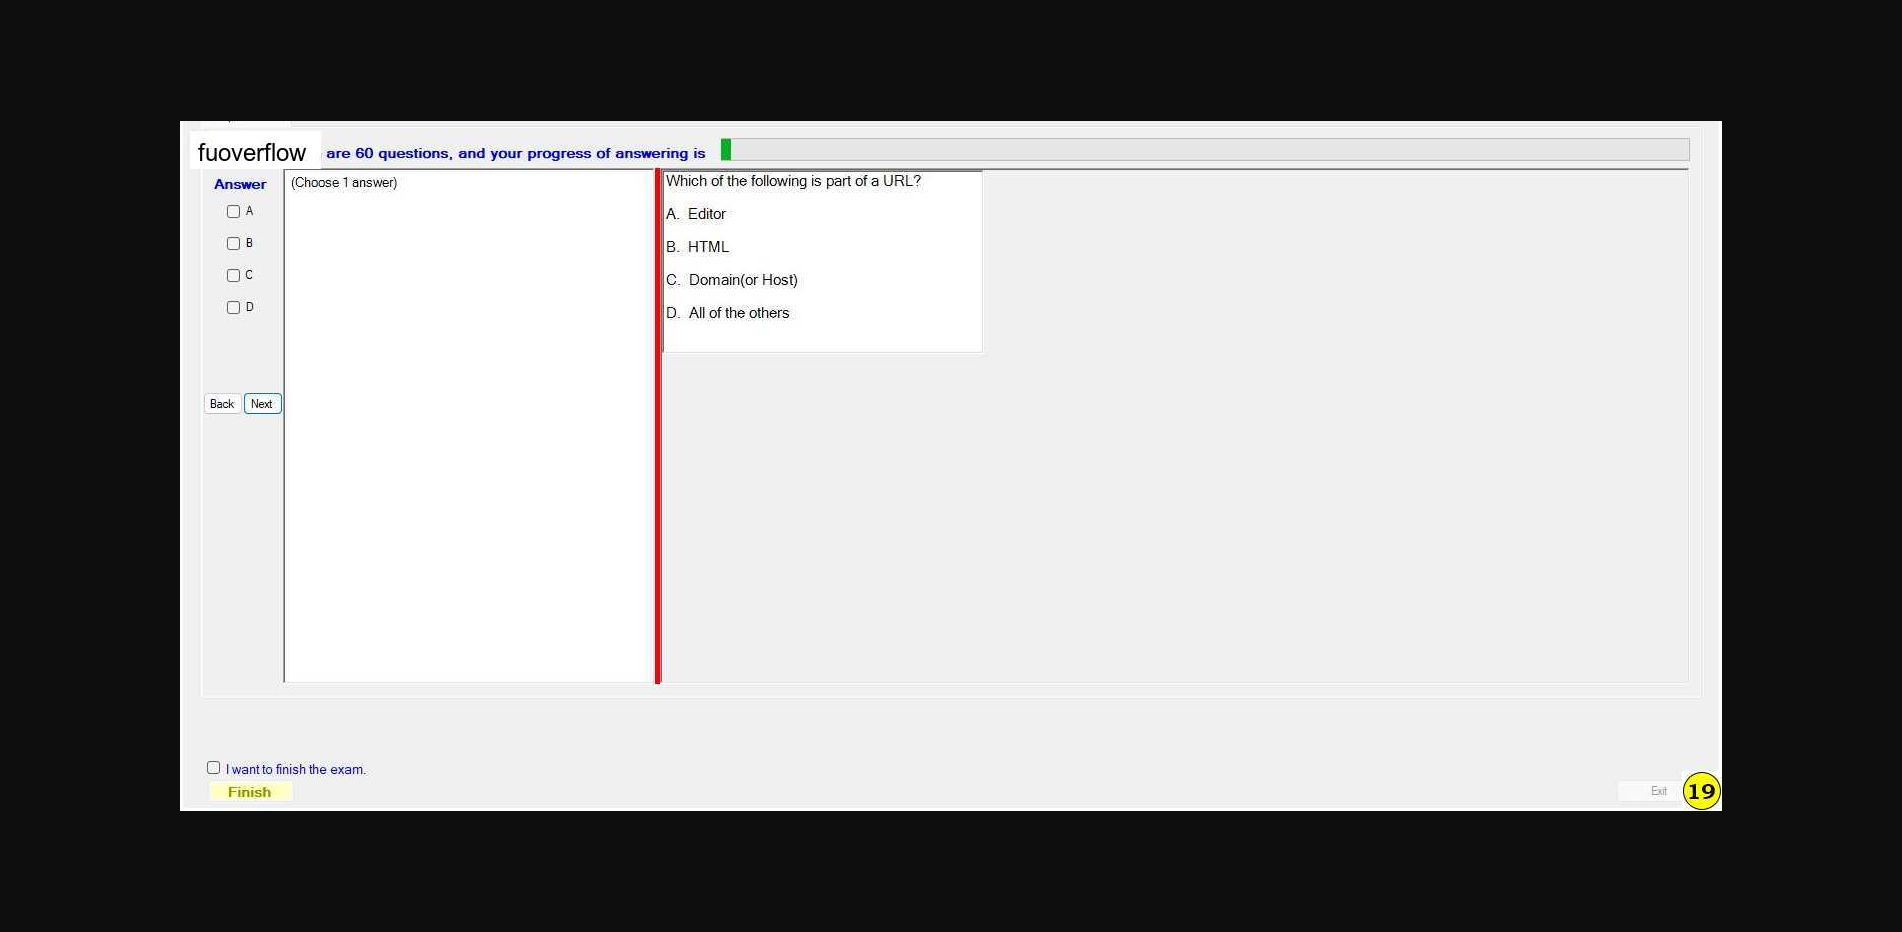 fuoverflow are 60 questions, and your progress of answering is
Answer
(Choose 1 answer)
A
B
C
D
Back Next
Which of the following is part of a URL?
A. Editor
B. HTML
C. Domain(or Host)
D. All of the others
I want to finish the exam.
Finish
Exit
19